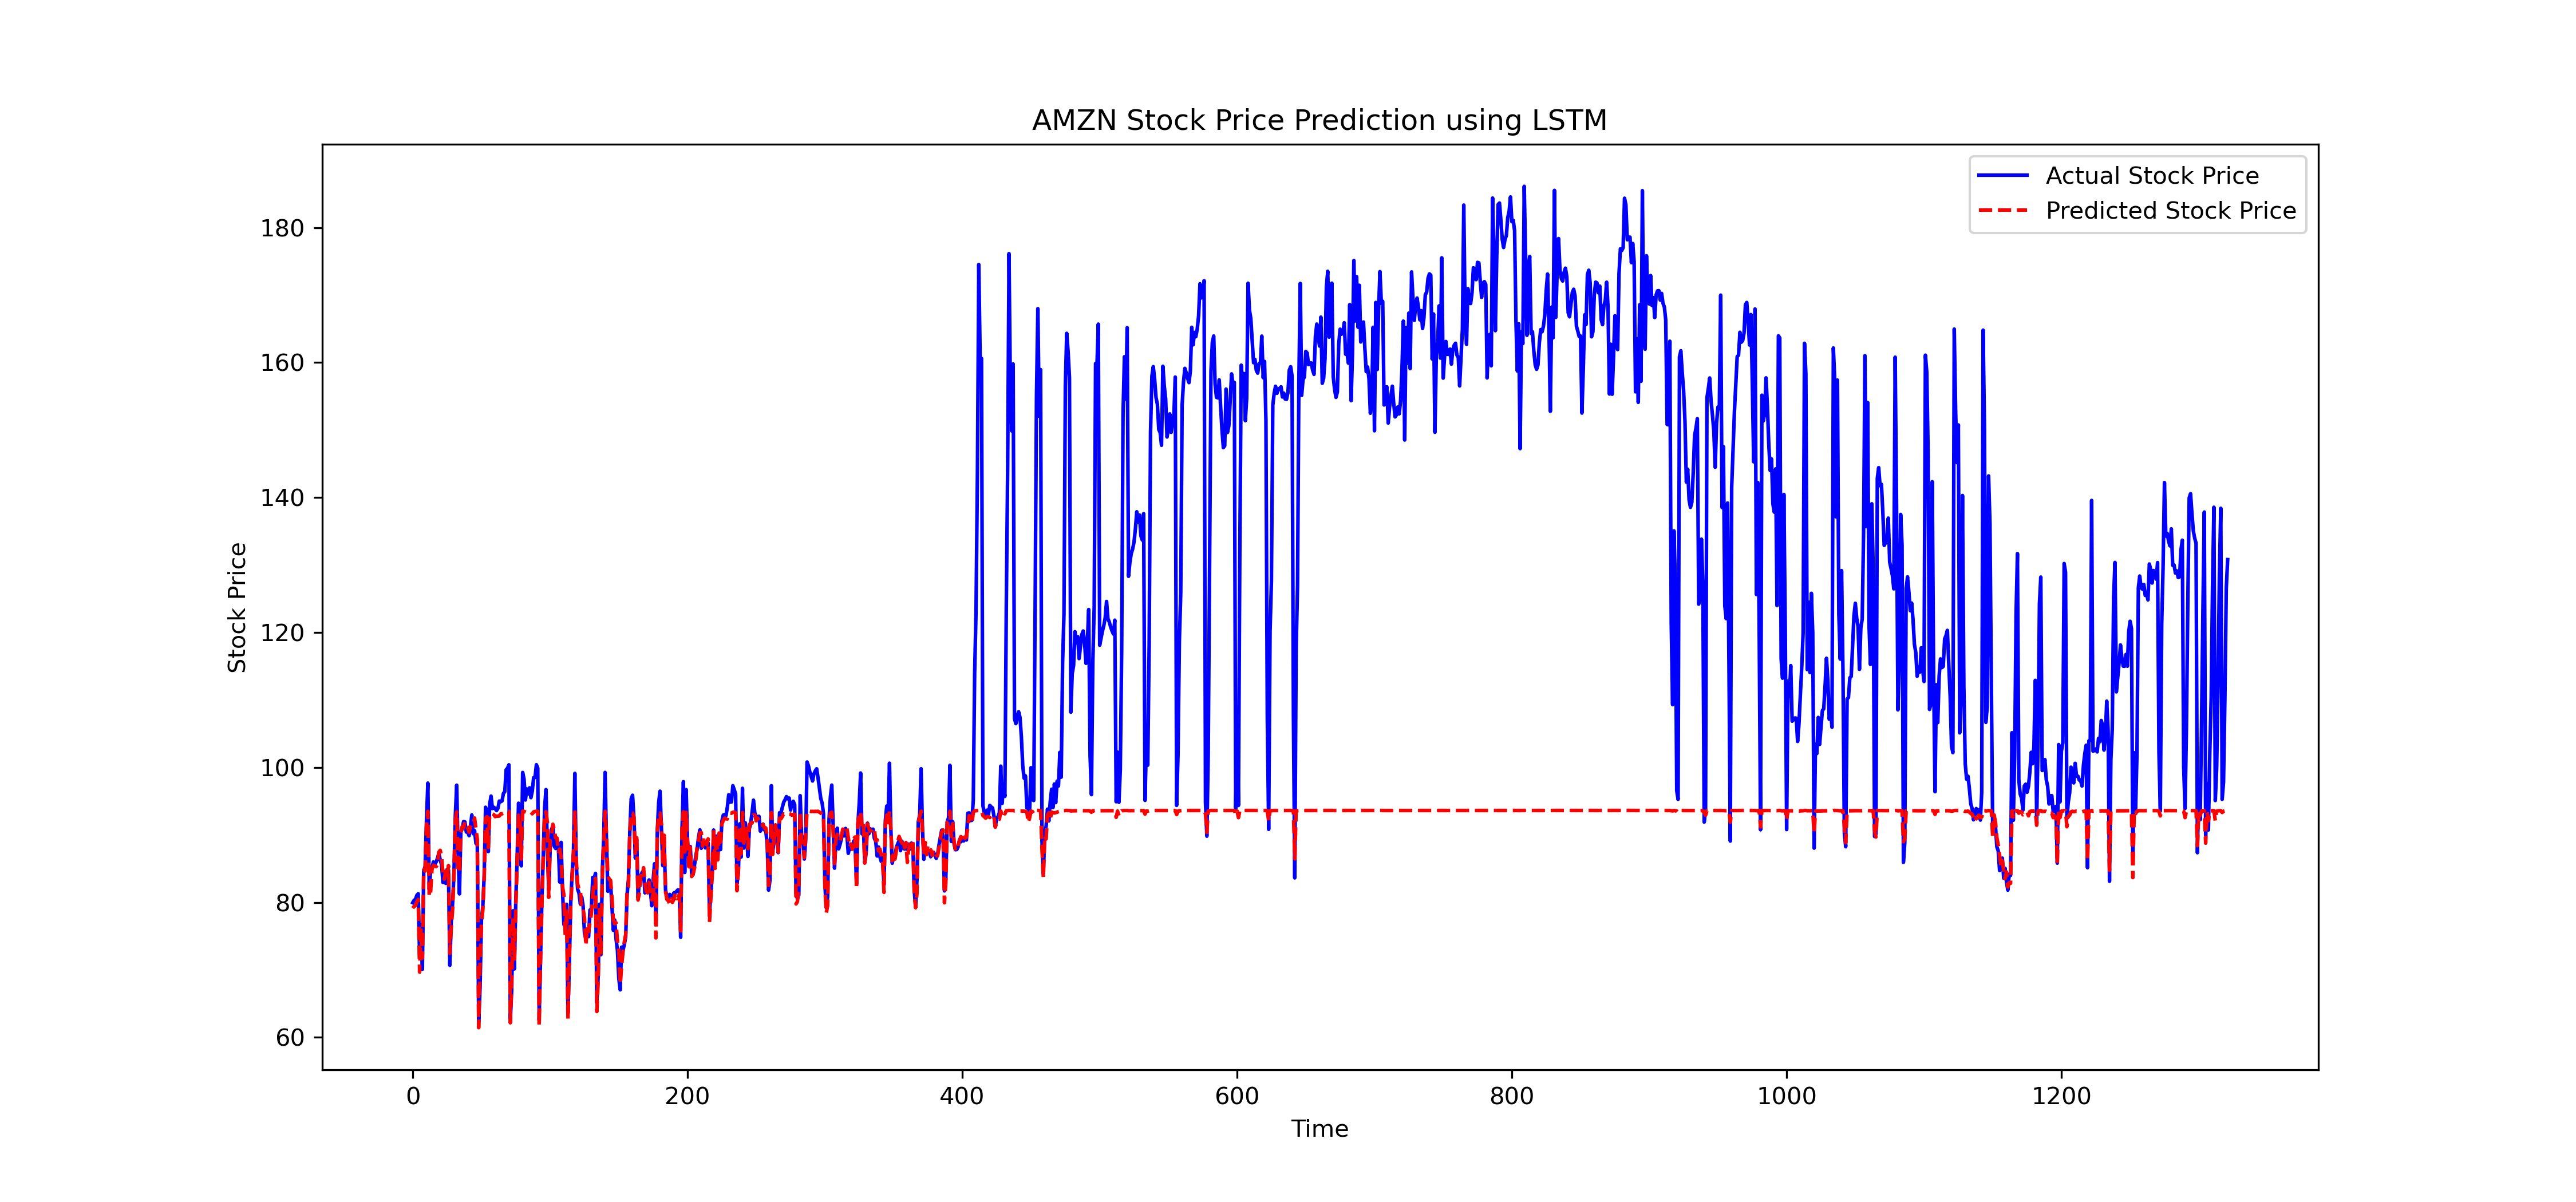 AMZN Stock Price Prediction using LSTM
Actual Stock Price
Predicted Stock Price
Stock Price
180
160
140
120
100
80
60
0 200 400 600 800 1000 1200
Time